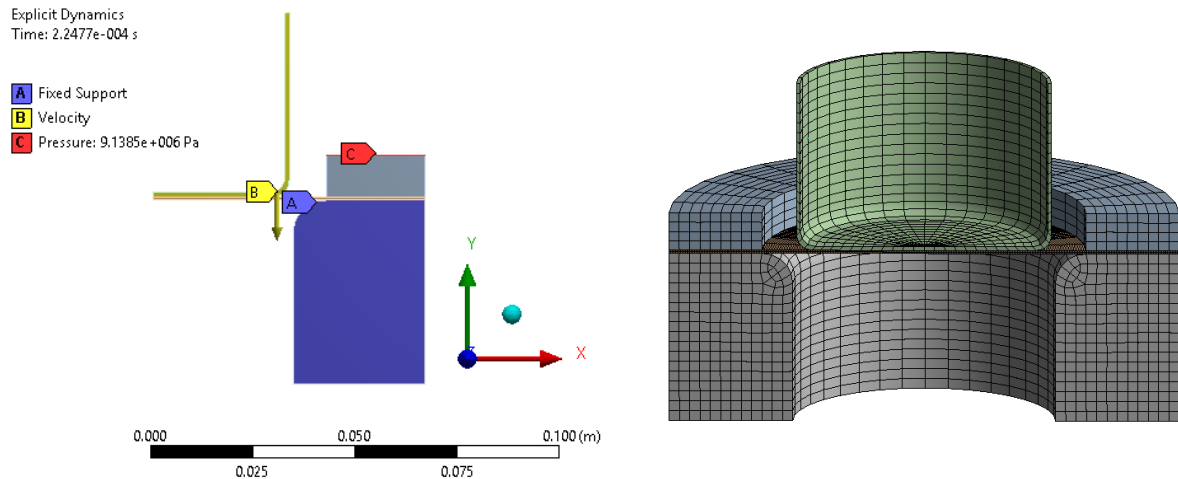 Explicit Dynamics
Time: 2.2477e-004 s
A Fixed Support
B Velocity
C Pressure: 9.1385e+006 Pa
C
B
A
Y
Z
X
0.000 0.050 0.100 (m)
0.025 0.075